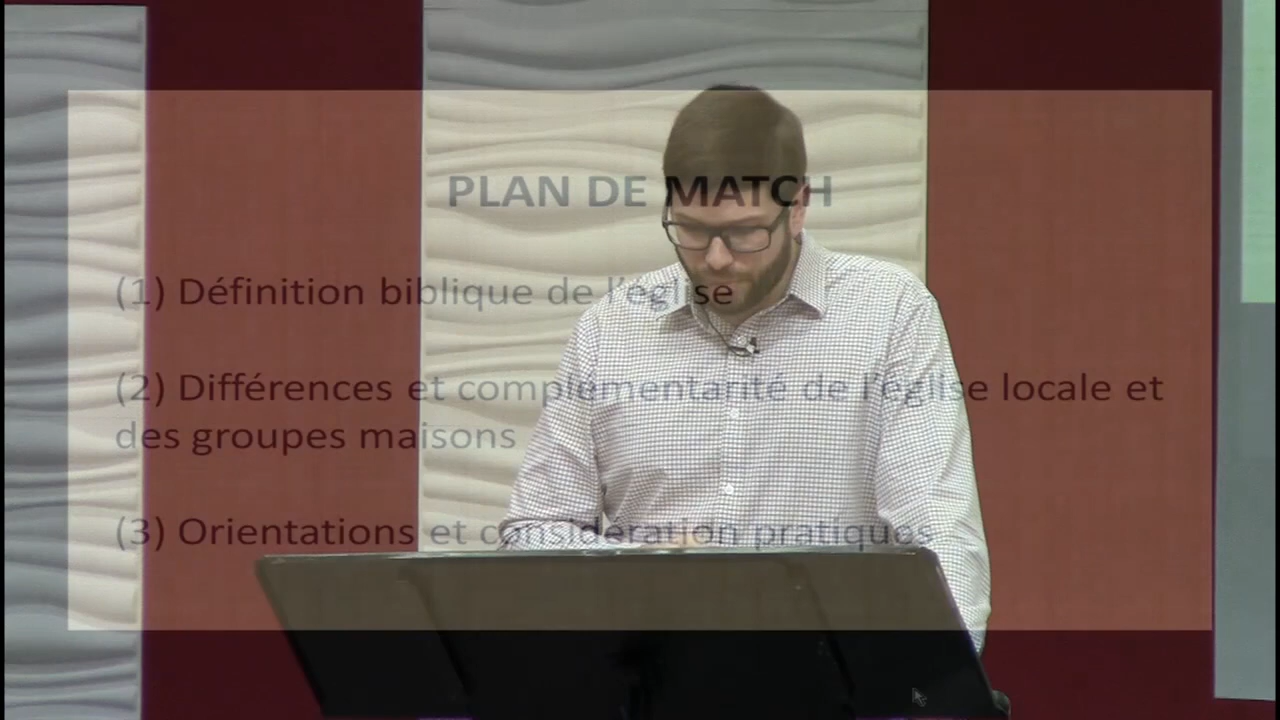 PLAN DE MATCH
(1) Définition biblique de l'église
(2) Différences et complémentarité de l'église locale et
des groupes maisons
(3) Orientations et considération pratiques